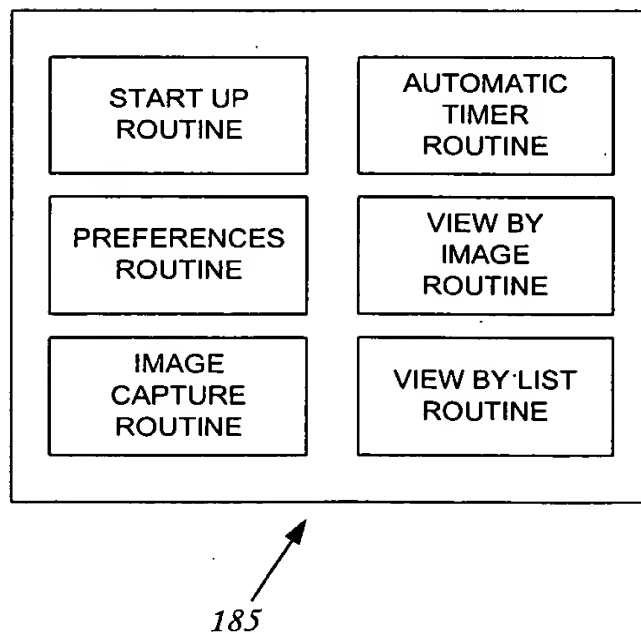 START UP
ROUTINE
AUTOMATIC
TIMER
ROUTINE
PREFERENCES
ROUTINE
VIEW BY
IMAGE
ROUTINE
IMAGE
CAPTURE
ROUTINE
VIEW BY LIST
ROUTINE
185